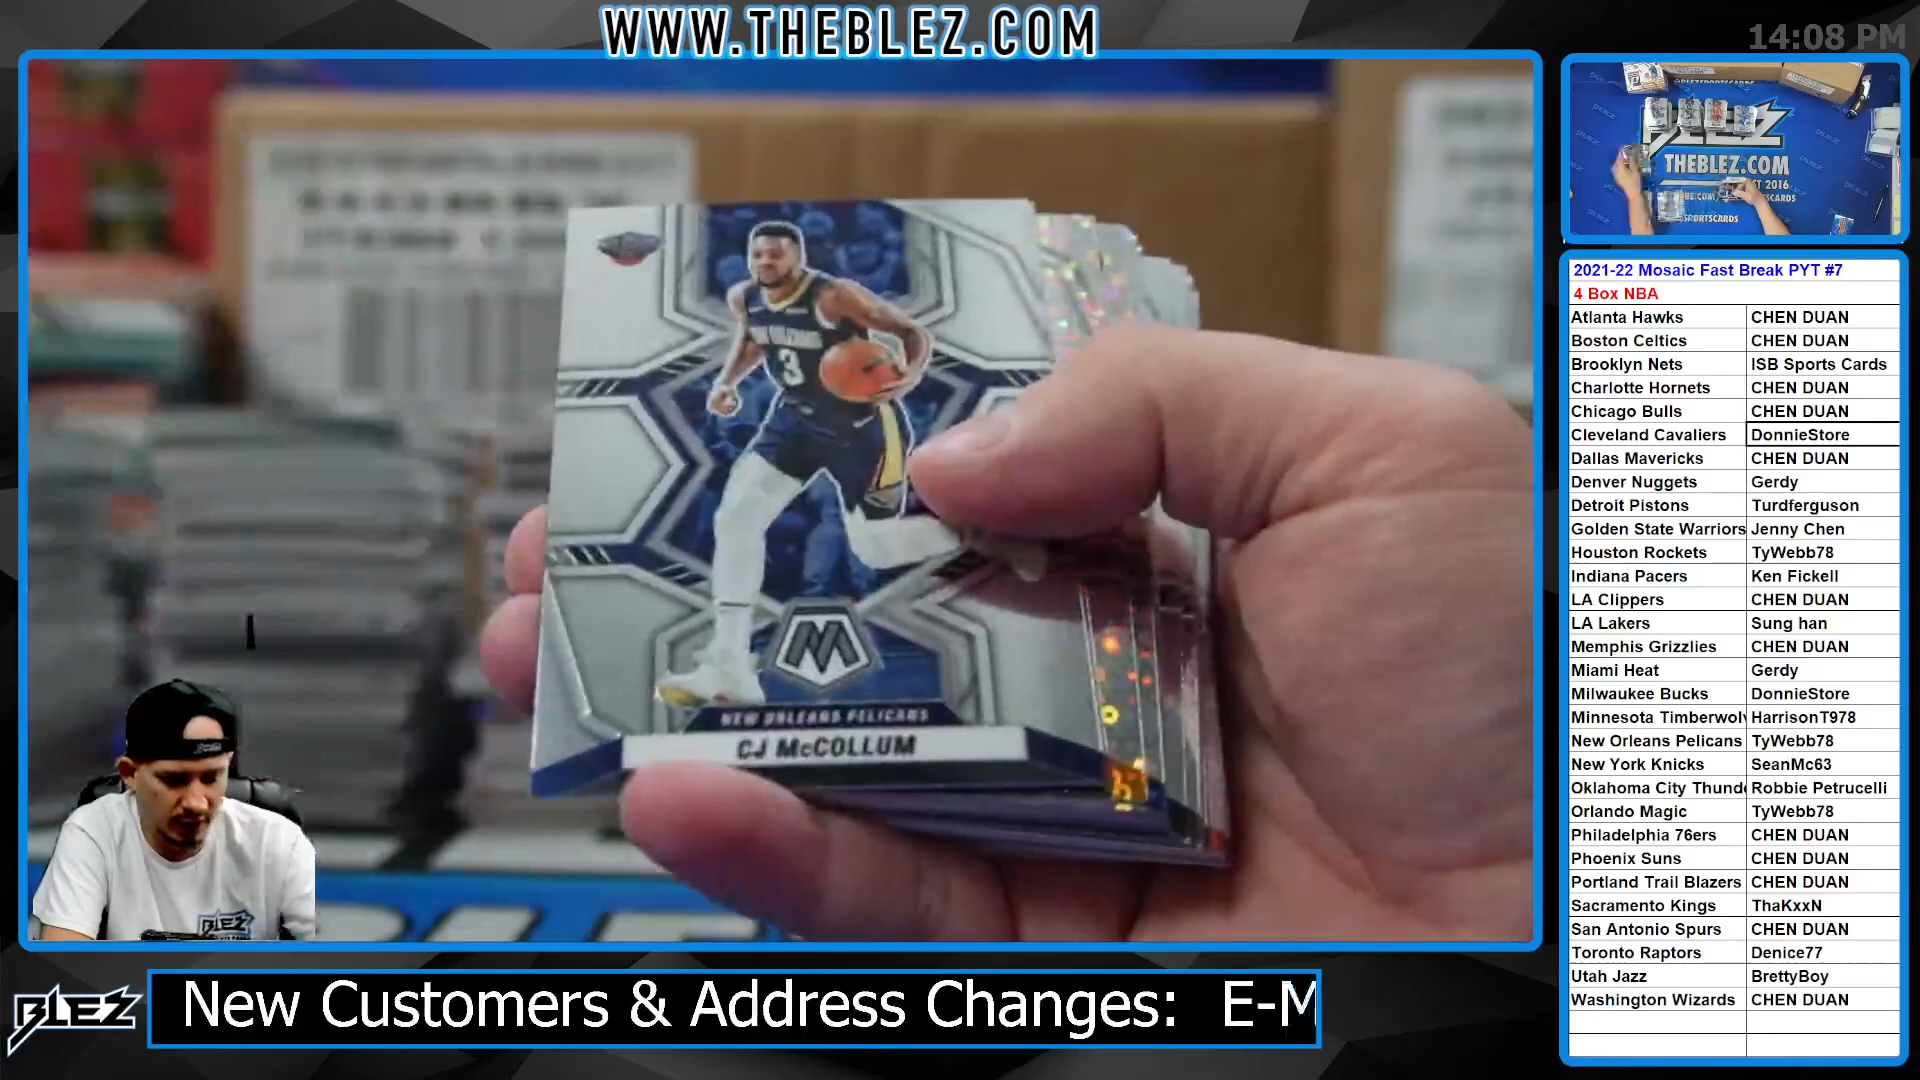 WWW.THEBLEZ.COM
14:08 PM
3
NEW ORLEANS PELICANS
CJ McCOLLUM
BLEZ
THEBLEZ.COM
2021-22 Mosaic Fast Break PYT #7
4 Box NBA
Atlanta Hawks CHEN DUAN
Boston Celtics CHEN DUAN
Brooklyn Nets ISB Sports Cards
Charlotte Hornets CHEN DUAN
Chicago Bulls CHEN DUAN
Cleveland Cavaliers DonnieStore
Dallas Mavericks CHEN DUAN
Denver Nuggets Gerdy
Detroit Pistons Turdferguson
Golden State Warriors Jenny Chen
Houston Rockets TyWebb78
Indiana Pacers Ken Fickell
LA Clippers CHEN DUAN
LA Lakers Sung han
Memphis Grizzlies CHEN DUAN
Miami Heat Gerdy
Milwaukee Bucks DonnieStore
Minnesota Timberwolv HarrisonT978
New Orleans Pelicans TyWebb78
New York Knicks SeanMc63
Oklahoma City Thund Robbie Petrucelli
Orlando Magic TyWebb78
Philadelphia 76ers CHEN DUAN
Phoenix Suns CHEN DUAN
Portland Trail Blazers CHEN DUAN
Sacramento Kings ThaKxxN
San Antonio Spurs CHEN DUAN
Toronto Raptors Denice77
Utah Jazz BrettyBoy
Washington Wizards CHEN DUAN
BLEZ
BLEZ
New Customers & Address Changes: E-M